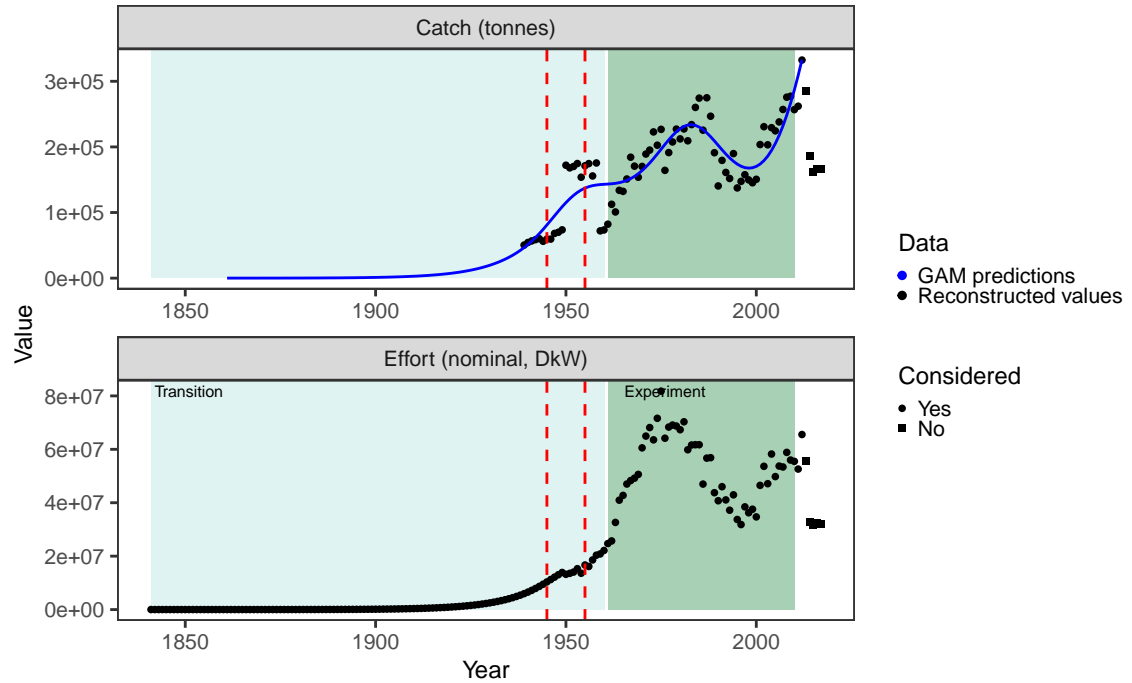 Catch (tonnes)
3e+05
2e+05
1e+05
0e+00
1850 1900 1950 2000
Value
Effort (nominal, DkW)
Transition Experiment
8e+07
6e+07
4e+07
2e+07
0e+00
1850 1900 1950 2000
Year
Data
GAM predictions
Reconstructed values
Considered
Yes
No